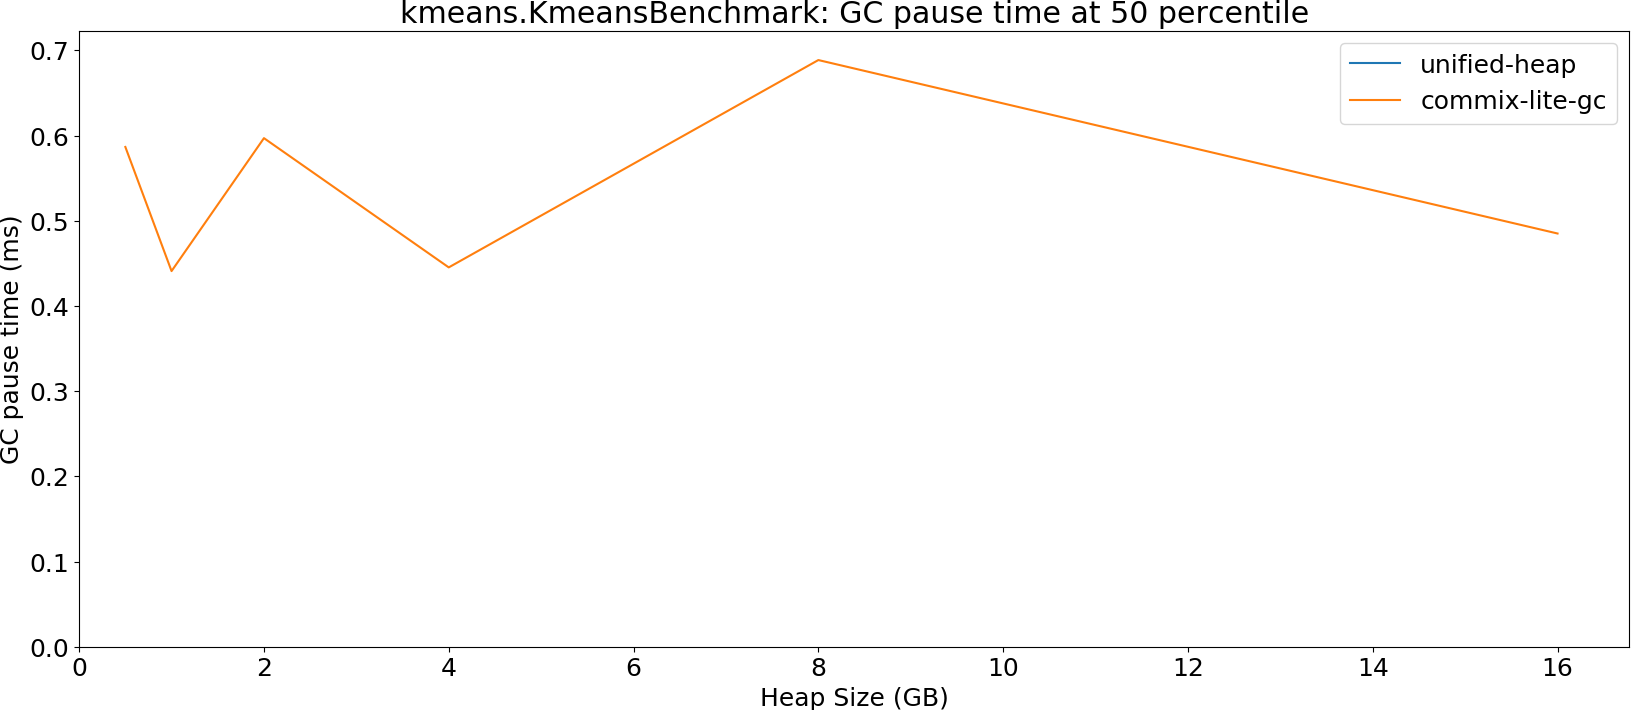 kmeans.KmeansBenchmark: GC pause time at 50 percentile
unified-heap
commix-lite-gc
GC pause time (ms)
0.7
0.6
0.5
0.4
0.3
0.2
0.1
0.0
0 2 4 6 8 10 12 14 16
Heap Size (GB)